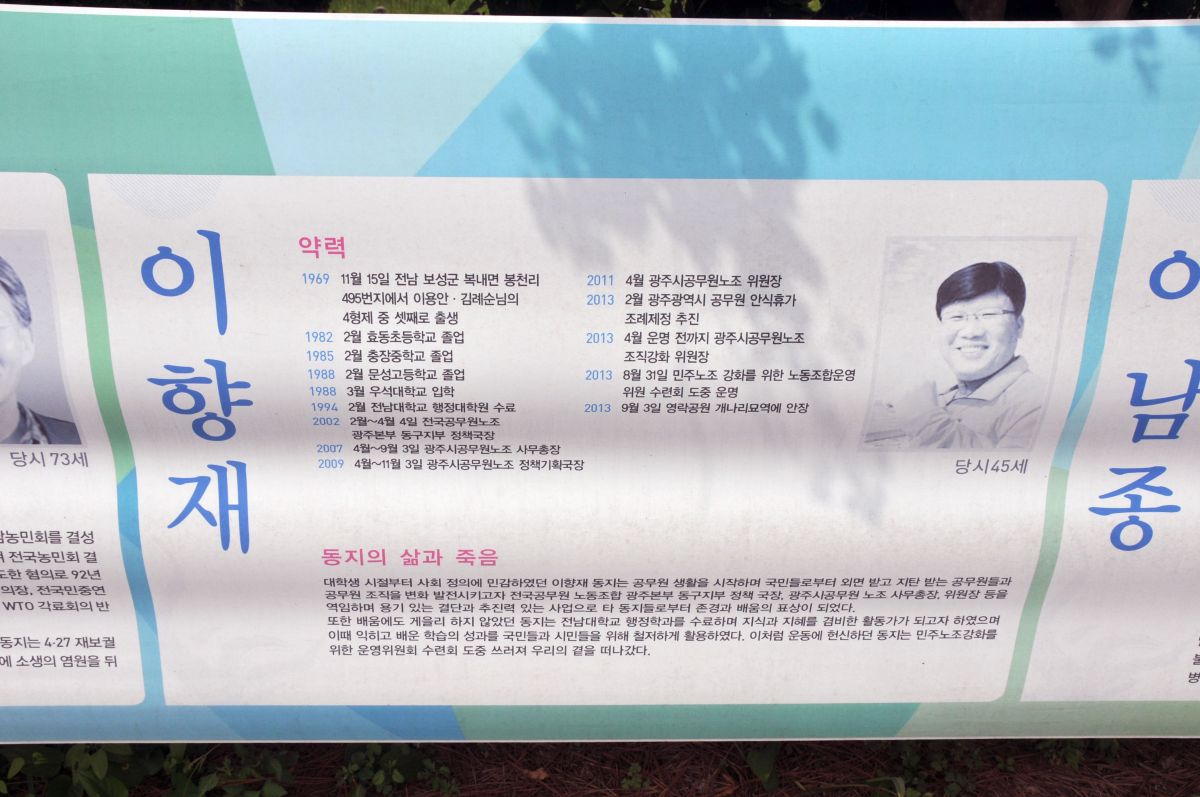 당시 73세
남농민회를 결성
전국농민회 결
도한 혐의로 92년
의장, 전국민중연
WTO 각료회의 반
동지는 4·27 재보궐
에 소생의 염원을 뒤
이향재
약력
1969 11월 15일 전남 보성군 복내면 봉천리
495번지에서 이용안 · 김례순님의
4형제 중 셋째로 출생
1982 2월 효동초등학교 졸업
1985 2월 충장중학교 졸업
1988 2월 문성고등학교 졸업
1988 3월 우석대학교 입학
1994 2월 전남대학교 행정대학원 수료
2002 2월~4월 4일 전국공무원노조
광주본부 동구지부 정책국장
2007 4월~9월 3일 광주시공무원노조 사무총장
2009 4월~11월 3일 광주시공무원노조 정책기획국장
2011 4월 광주시공무원노조 위원장
2013 2월 광주광역시 공무원 안식휴가
조례제정 추진
2013 4월 운명 전까지 광주시공무원노조
조직강화 위원장
2013 8월 31일 민주노조 강화를 위한 노동조합운영
위원 수련회 도중 운명
2013 9월 3일 영락공원 개나리묘역에 안장
당시 45세
동지의 삶과 죽음
대학생 시절부터 사회 정의에 민감하였던 이향재 동지는 공무원 생활을 시작하며 국민들로부터 외면 받고 지탄 받는 공무원들과
공무원 조직을 변화 발전시키고자 전국공무원 노동조합 광주본부 동구지부 정책 국장, 광주시공무원 노조 사무총장, 위원장 등을
역임하며 용기 있는 결단과 추진력 있는 사업으로 타 동지들로부터 존경과 배움의 표상이 되었다.
또한 배움에도 게을리 하지 않았던 동지는 전남대학교 행정학과를 수료하며 지식과 지혜를 겸비한 활동가가 되고자 하였으며
이때 익히고 배운 학습의 성과를 국민들과 시민들을 위해 철저하게 활용하였다. 이처럼 운동에 헌신하던 동지는 민주노조강화를
위한 운영위원회 수련회 도중 쓰러져 우리의 곁을 떠나갔다.
이남종
병